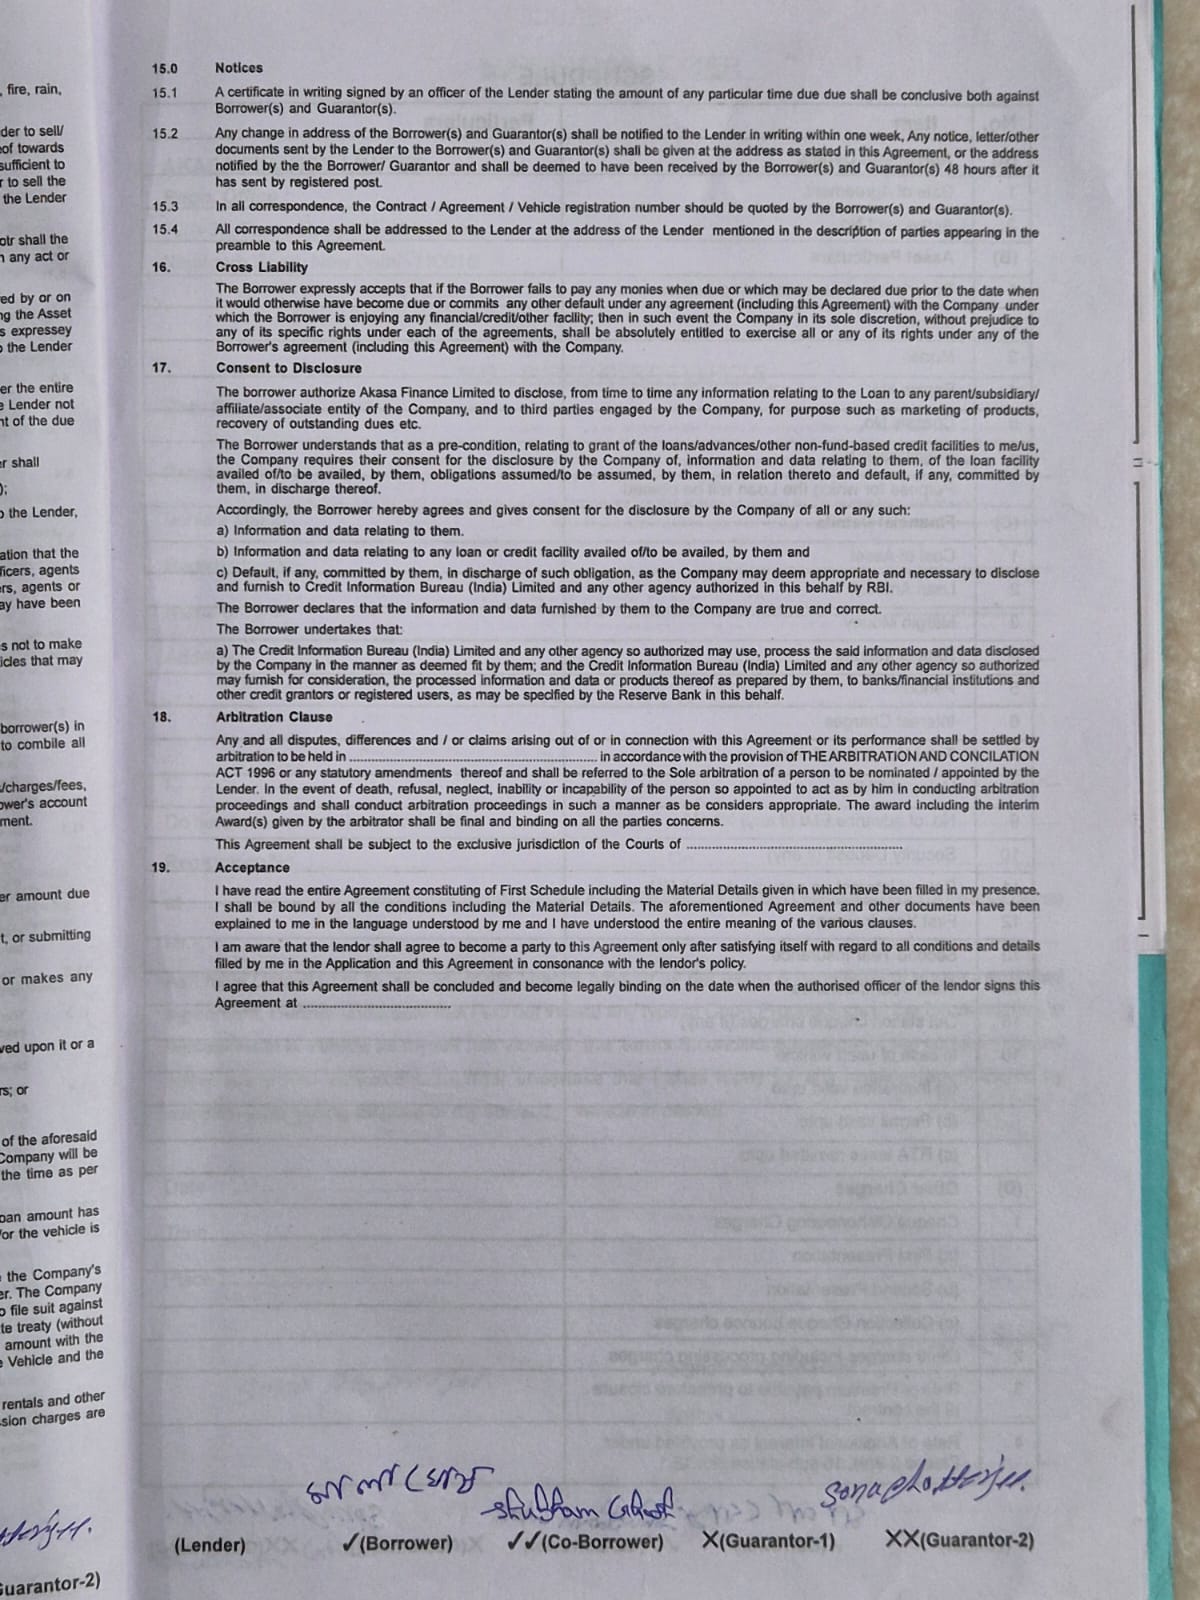 , fire, rain,
der to sell/
eof towards
sufficient to
r to sell the
the Lender
otr shall the
n any act or
ed by or on
ng the Asset
s expressey
o the Lender
er the entire
e Lender not
nt of the due
er shall
);
o the Lender,
ation that the
ficers, agents
ers, agents or
ay have been
s not to make
icles that may
borrower(s) in
to combile all
/charges/fees,
ower's account
ment.
er amount due
t, or submitting
or makes any
ved upon it or a
rs; or
of the aforesaid
Company will be
the time as per
oan amount has
/or the vehicle is
the Company's
er. The Company
o file suit against
te treaty (without
amount with the
e Vehicle and the
rentals and other
sion charges are
Guarantor-2)
15.0 Notices
15.1 A certificate in writing signed by an officer of the Lender stating the amount of any particular time due due shall be conclusive both against
Borrower(s) and Guarantor(s).
15.2 Any change in address of the Borrower(s) and Guarantor(s) shall be notified to the Lender in writing within one week, Any notice, letter/other
documents sent by the Lender to the Borrower(s) and Guarantor(s) shall be given at the address as stated in this Agreement, or the address
notified by the the Borrower/ Guarantor and shall be deemed to have been received by the Borrower(s) and Guarantor(s) 48 hours after it
has sent by registered post.
15.3 In all correspondence, the Contract / Agreement / Vehicle registration number should be quoted by the Borrower(s) and Guarantor(s).
15.4 All correspondence shall be addressed to the Lender at the address of the Lender mentioned in the description of parties appearing in the
preamble to this Agreement.
16. Cross Liability
The Borrower expressly accepts that if the Borrower fails to pay any monies when due or which may be declared due prior to the date when
it would otherwise have become due or commits any other default under any agreement (including this Agreement) with the Company under
which the Borrower is enjoying any financial/credit/other facility; then in such event the Company in its sole discretion, without prejudice to
any of its specific rights under each of the agreements, shall be absolutely entitled to exercise all or any of its rights under any of the
Borrower's agreement (including this Agreement) with the Company.
17. Consent to Disclosure
The borrower authorize Akasa Finance Limited to disclose, from time to time any information relating to the Loan to any parent/subsidiary/
affiliate/associate entity of the Company, and to third parties engaged by the Company, for purpose such as marketing of products,
recovery of outstanding dues etc.
The Borrower understands that as a pre-condition, relating to grant of the loans/advances/other non-fund-based credit facilities to me/us,
the Company requires their consent for the disclosure by the Company of, information and data relating to them, of the loan facility
availed of/to be availed, by them, obligations assumed/to be assumed, by them, in relation thereto and default, if any, committed by
them, in discharge thereof.
Accordingly, the Borrower hereby agrees and gives consent for the disclosure by the Company of all or any such:
a) Information and data relating to them.
b) Information and data relating to any loan or credit facility availed of/to be availed, by them and
c) Default, if any, committed by them, in discharge of such obligation, as the Company may deem appropriate and necessary to disclose
and furnish to Credit Information Bureau (India) Limited and any other agency authorized in this behalf by RBI.
The Borrower declares that the information and data furnished by them to the Company are true and correct.
The Borrower undertakes that:
a) The Credit Information Bureau (India) Limited and any other agency so authorized may use, process the said information and data disclosed
by the Company in the manner as deemed fit by them; and the Credit Information Bureau (India) Limited and any other agency so authorized
may furnish for consideration, the processed information and data or products thereof as prepared by them, to banks/financial institutions and
other credit grantors or registered users, as may be specified by the Reserve Bank in this behalf.
18. Arbitration Clause
Any and all disputes, differences and / or claims arising out of or in connection with this Agreement or its performance shall be settled by
arbitration to be held in ........................................ in accordance with the provision of THE ARBITRATION AND CONCILATION
ACT 1996 or any statutory amendments thereof and shall be referred to the Sole arbitration of a person to be nominated / appointed by the
Lender. In the event of death, refusal, neglect, inability or incapability of the person so appointed to act as by him in conducting arbitration
proceedings and shall conduct arbitration proceedings in such a manner as be considers appropriate. The award including the interim
Award(s) given by the arbitrator shall be final and binding on all the parties concerns.
This Agreement shall be subject to the exclusive jurisdiction of the Courts of ........................................
19. Acceptance
I have read the entire Agreement constituting of First Schedule including the Material Details given in which have been filled in my presence.
I shall be bound by all the conditions including the Material Details. The aforementioned Agreement and other documents have been
explained to me in the language understood by me and I have understood the entire meaning of the various clauses.
I am aware that the lendor shall agree to become a party to this Agreement only after satisfying itself with regard to all conditions and details
filled by me in the Application and this Agreement in consonance with the lendor's policy.
I agree that this Agreement shall be concluded and become legally binding on the date when the authorised officer of the lendor signs this
Agreement at ........................................
মালা ঘোষ
Shubham Ghosh
(Lender) ✓(Borrower) ✓✓(Co-Borrower) X(Guarantor-1) XX(Guarantor-2)